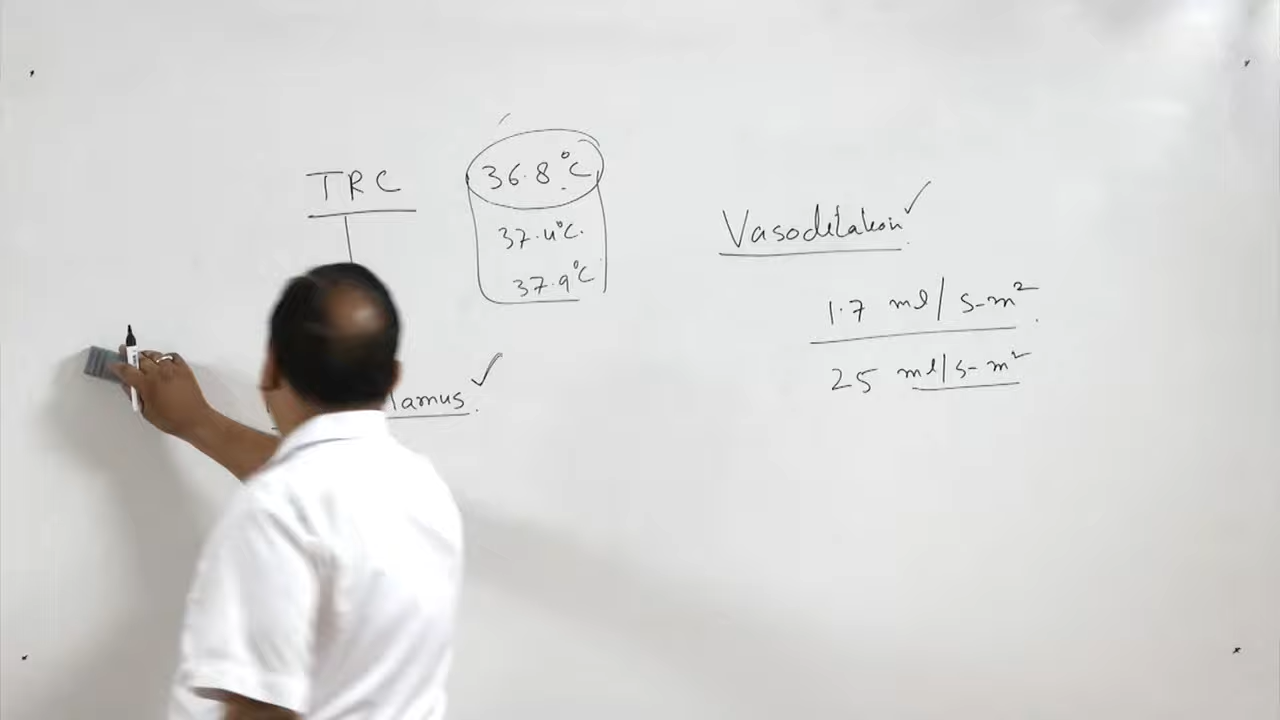 TRC
36.8°C
37.4°C.
37.9°C
lamus.
Vasodilation
1.7 ml/s-m²
25 ml/s-m²